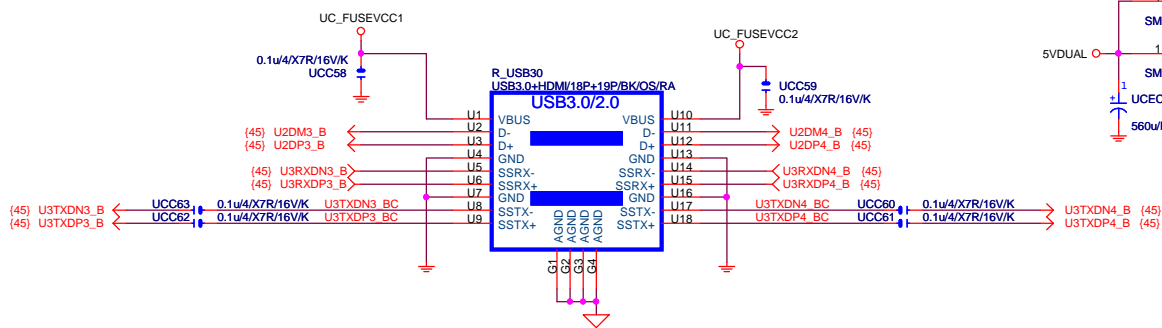 UC_FUSEVCC1
0.1u/4/X7R/16V/K
UCC58
UC_FUSEVCC2
UCC59
0.1u/4/X7R/16V/K
5VDUAL
SM
1
SM
1
+
UCEC
560u/
R_USB30
USB3.0+HDMI/18P+19P/BK/OS/RA
USB3.0/2.0
U1 VBUS VBUS U10
{45} U2DM3_B U2 D- D- U11 U2DM4_B {45}
{45} U2DP3_B U3 D+ D+ U12 U2DP4_B {45}
U4 GND GND U13
{45} U3RXDN3_B U5 SSRX- SSRX- U14 U3RXDN4_B {45}
{45} U3RXDP3_B U6 SSRX+ SSRX+ U15 U3RXDP4_B {45}
U7 GND GND U16
{45} U3TXDN3_B UCC63 0.1u/4/X7R/16V/K U3TXDN3_BC U8 SSTX- SSTX- U17 U3TXDN4_BC UCC60 0.1u/4/X7R/16V/K U3TXDN4_B {45}
{45} U3TXDP3_B UCC62 0.1u/4/X7R/16V/K U3TXDP3_BC U9 SSTX+ SSTX+ U18 U3TXDP4_BC UCC61 0.1u/4/X7R/16V/K U3TXDP4_B {45}
AGND AGND AGND AGND
G1 G2 G3 G4